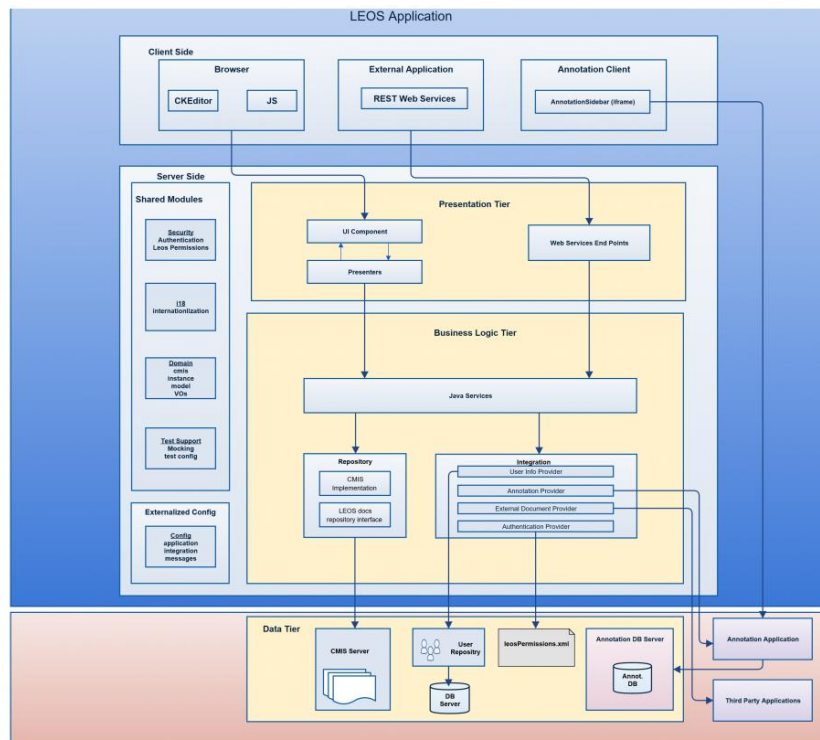 LEOS Application
Client Side
Browser
CKEditor
JS
External Application
REST Web Services
Annotation Client
AnnotationSidebar (iframe)
Server Side
Shared Modules
Security
Authentication
Leos Permissions
i18
internationlization
Domain
cmis
instance
model
VOs
Test Support
Mocking
test config
Externalized Config
Config
application
integration
messages
Presentation Tier
UI Component
Presenters
Web Services End Points
Business Logic Tier
Java Services
Repository
CMIS
Implementation
LEOS docs
repository interface
Integration
User Info Provider
Annotation Provider
External Document Provider
Authentication Provider
Data Tier
CMIS Server
User
Repositry
DB
Server
leosPermissions.xml
Annotation DB Server
Annot.
DB
Annotation Application
Third Party Applications